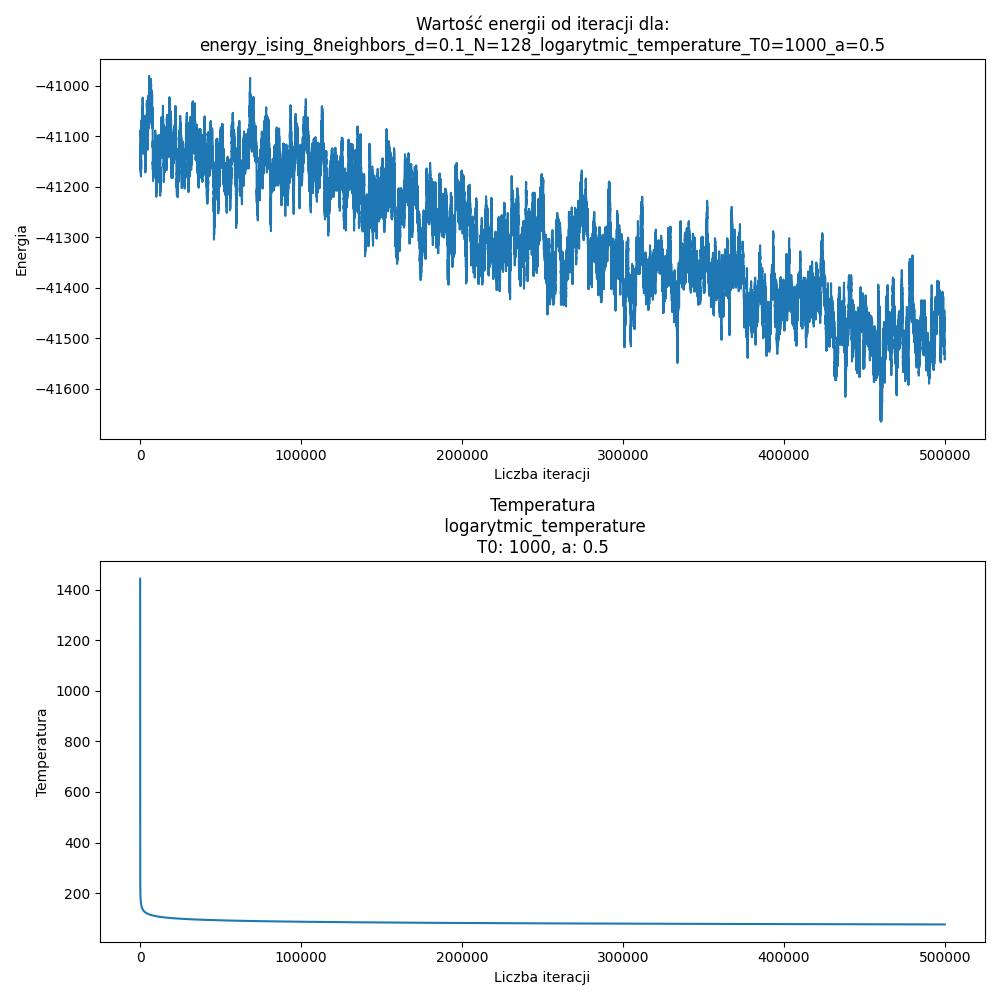 Wartość energii od iteracji dla:
energy_ising_8neighbors_d=0.1_N=128_logarytmic_temperature_T0=1000_a=0.5
−41000
−41100
−41200
−41300
−41400
−41500
−41600
Energia
0 100000 200000 300000 400000 500000
Liczba iteracji
Temperatura
logarytmic_temperature
T0: 1000, a: 0.5
1400
1200
1000
800
600
400
200
Temperatura
0 100000 200000 300000 400000 500000
Liczba iteracji